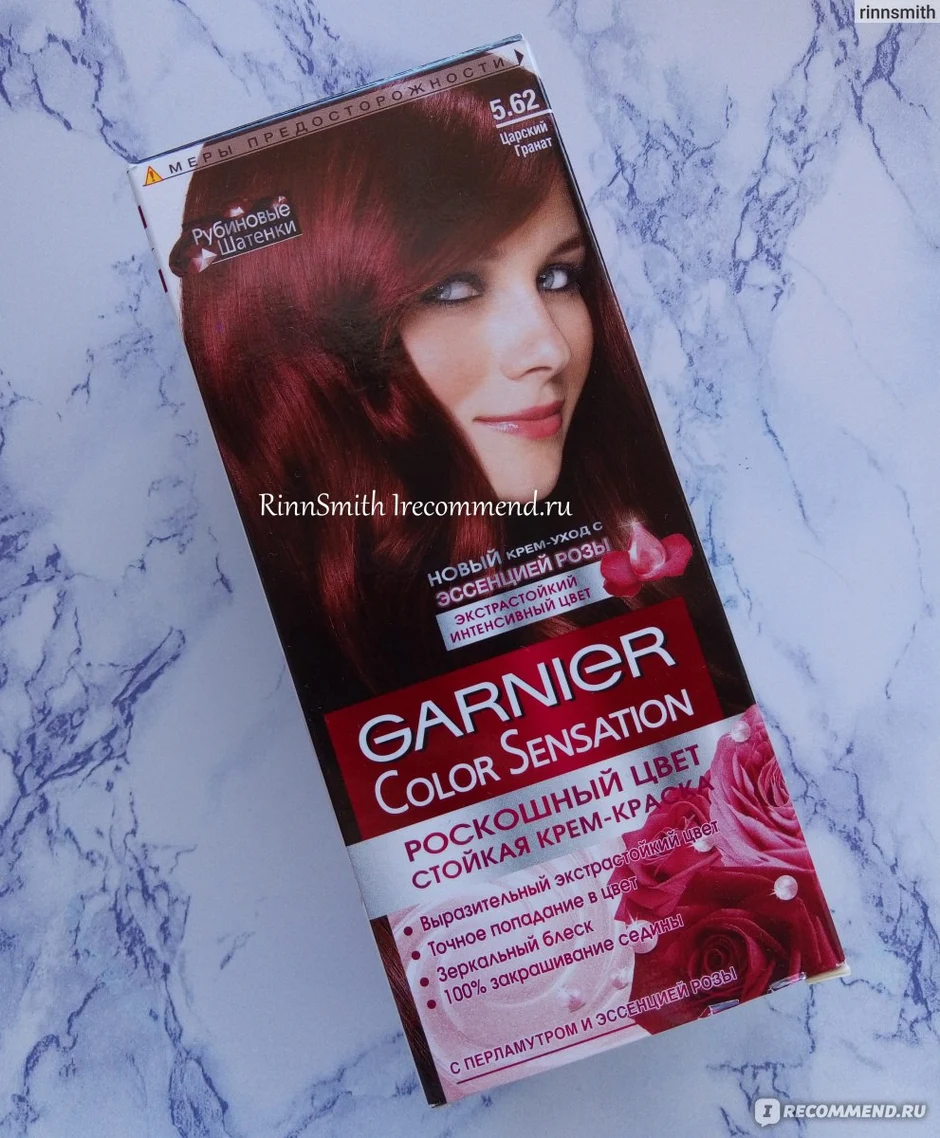 rinnsmith
МЕРЫ ПРЕДОСТОРОЖНОСТИ
5.62
Царский
Гранат
Рубиновые
Шатенки
RinnSmith Irecommend.ru
НОВЫЙ КРЕМ-УХОД С
ЭССЕНЦИЕЙ РОЗЫ
ЭКСТРАСТОЙКИЙ
ИНТЕНСИВНЫЙ ЦВЕТ
GARNIER
COLOR SENSATION
РОСКОШНЫЙ ЦВЕТ
СТОЙКАЯ КРЕМ-КРАСКА
• Выразительный экстрастойкий цвет
• Точное попадание в цвет
• Зеркальный блеск
• 100% закрашивание седины
С ПЕРЛАМУТРОМ И ЭССЕНЦИЕЙ РОЗЫ
I RECOMMEND.RU